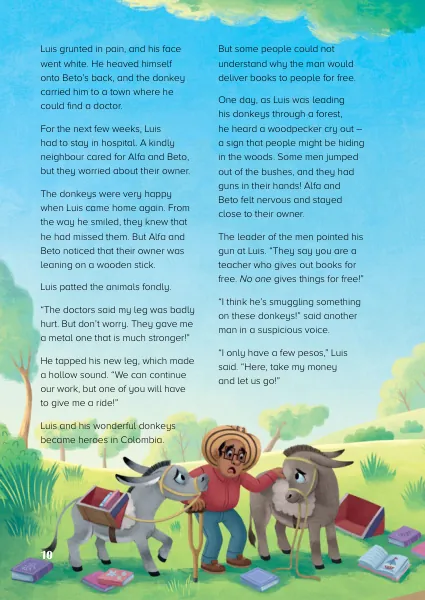 Luis grunted in pain, and his face
went white. He heaved himself
onto Beto's back, and the donkey
carried him to a town where he
could find a doctor.
For the next few weeks, Luis
had to stay in hospital. A kindly
neighbour cared for Alfa and Beto,
but they worried about their owner.
The donkeys were very happy
when Luis came home again. From
the way he smiled, they knew that
he had missed them. But Alfa and
Beto noticed that their owner was
leaning on a wooden stick.
Luis patted the animals fondly.
“The doctors said my leg was badly
hurt. But don't worry. They gave me
a metal one that is much stronger!”
He tapped his new leg, which made
a hollow sound. “We can continue
our work, but one of you will have
to give me a ride!”
Luis and his wonderful donkeys
became heroes in Colombia.
But some people could not
understand why the man would
deliver books to people for free.
One day, as Luis was leading
his donkeys through a forest,
he heard a woodpecker cry out –
a sign that people might be hiding
in the woods. Some men jumped
out of the bushes, and they had
guns in their hands! Alfa and
Beto felt nervous and stayed
close to their owner.
The leader of the men pointed his
gun at Luis. “They say you are a
teacher who gives out books for
free. No one gives things for free!”
“I think he's smuggling something
on these donkeys!” said another
man in a suspicious voice.
“I only have a few pesos,” Luis
said. “Here, take my money
and let us go!”
10